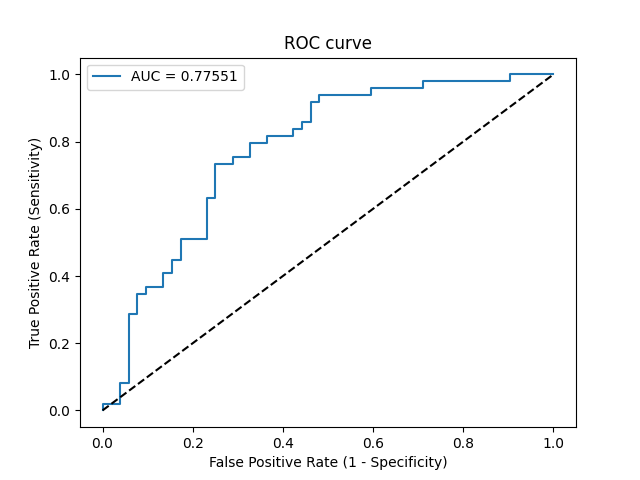 ROC curve
AUC = 0.77551
True Positive Rate (Sensitivity)
1.0
0.8
0.6
0.4
0.2
0.0
0.0 0.2 0.4 0.6 0.8 1.0
False Positive Rate (1 - Specificity)